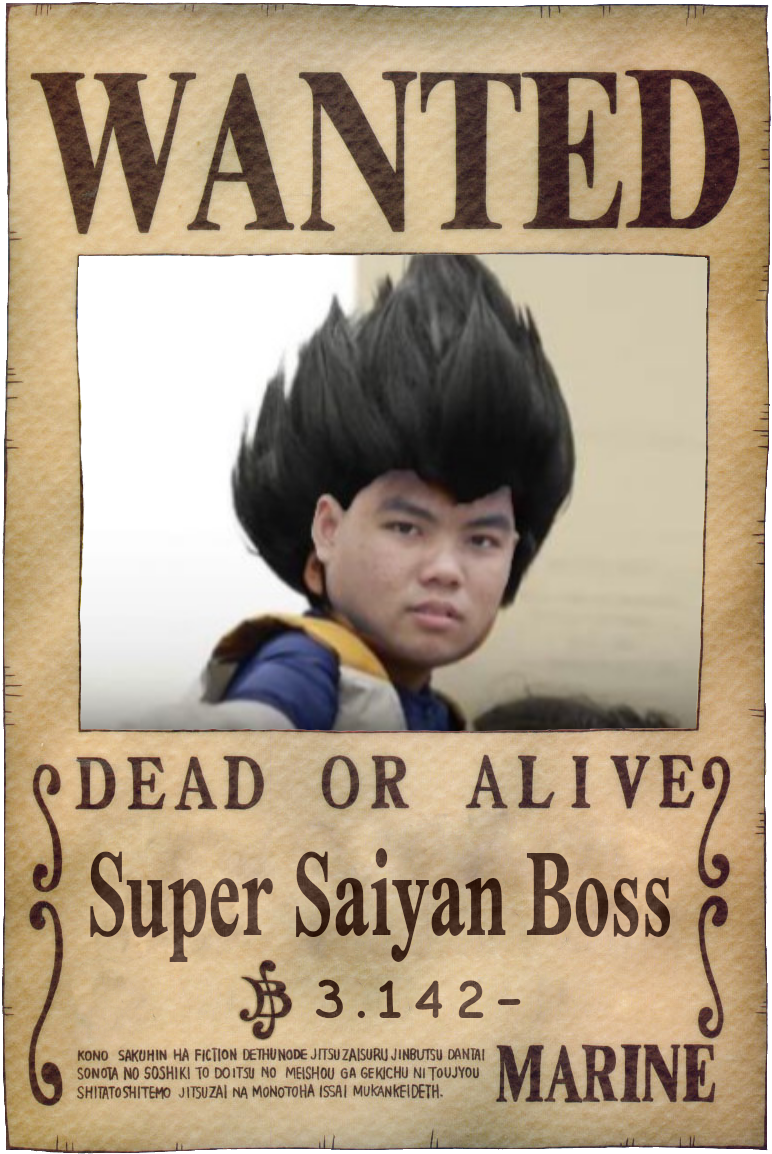 WANTED
DEAD OR ALIVE
Super Saiyan Boss
3.142-
KONO SAKUHIN HA FICTION DETHUNODE JITSUZAISURU JINBUTSU DANTAI
SONOTA NO SOSHIKI TO DOITSU NO MEISHOU GA GEKICHU NI TOUJYOU
SHITATOSHITEMO JITSUZAI NA MONOTOHA ISSAI MUKANKEIDETH.
MARINE